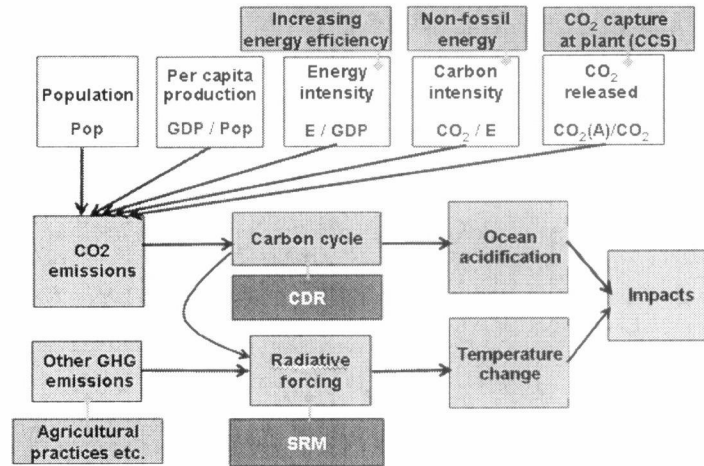 Increasing
energy efficiency
Non-fossil
energy
CO₂ capture
at plant (CCS)
Population
Pop
Per capita
production
GDP / Pop
Energy
intensity
E / GDP
Carbon
intensity
CO₂ / E
CO₂
released
CO₂(A)/CO₂
CO2
emissions
Carbon cycle
CDR
Ocean
acidification
Impacts
Other GHG
emissions
Radiative
forcing
Temperature
change
Agricultural
practices etc.
SRM